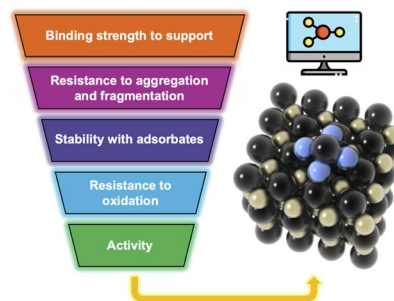 Binding strength to support
Resistance to aggregation
and fragmentation
Stability with adsorbates
Resistance to
oxidation
Activity